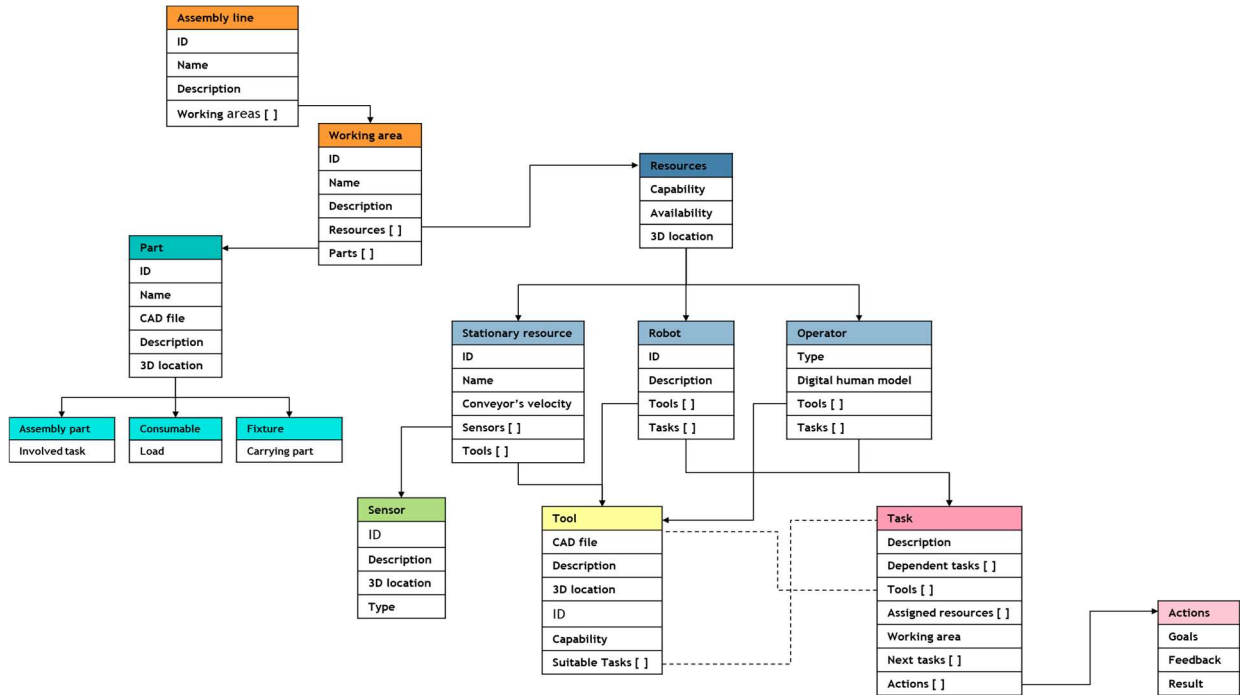 Assembly line
ID
Name
Description
Working areas [ ]
Working area
ID
Name
Description
Resources [ ]
Parts [ ]
Resources
Capability
Availability
3D location
Part
ID
Name
CAD file
Description
3D location
Assembly part
Involved task
Consumable
Load
Fixture
Carrying part
Stationary resource
ID
Name
Conveyor's velocity
Sensors [ ]
Tools [ ]
Robot
ID
Description
Tools [ ]
Tasks [ ]
Operator
Type
Digital human model
Tools [ ]
Tasks [ ]
Sensor
ID
Description
3D location
Type
Tool
CAD file
Description
3D location
ID
Capability
Suitable Tasks [ ]
Task
Description
Dependent tasks [ ]
Tools [ ]
Assigned resources [ ]
Working area
Next tasks [ ]
Actions [ ]
Actions
Goals
Feedback
Result